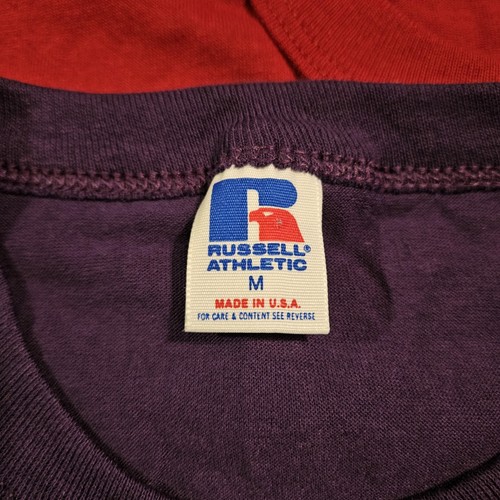 R
RUSSELL®
ATHLETIC
M
MADE IN U.S.A.
FOR CARE & CONTENT SEE REVERSE